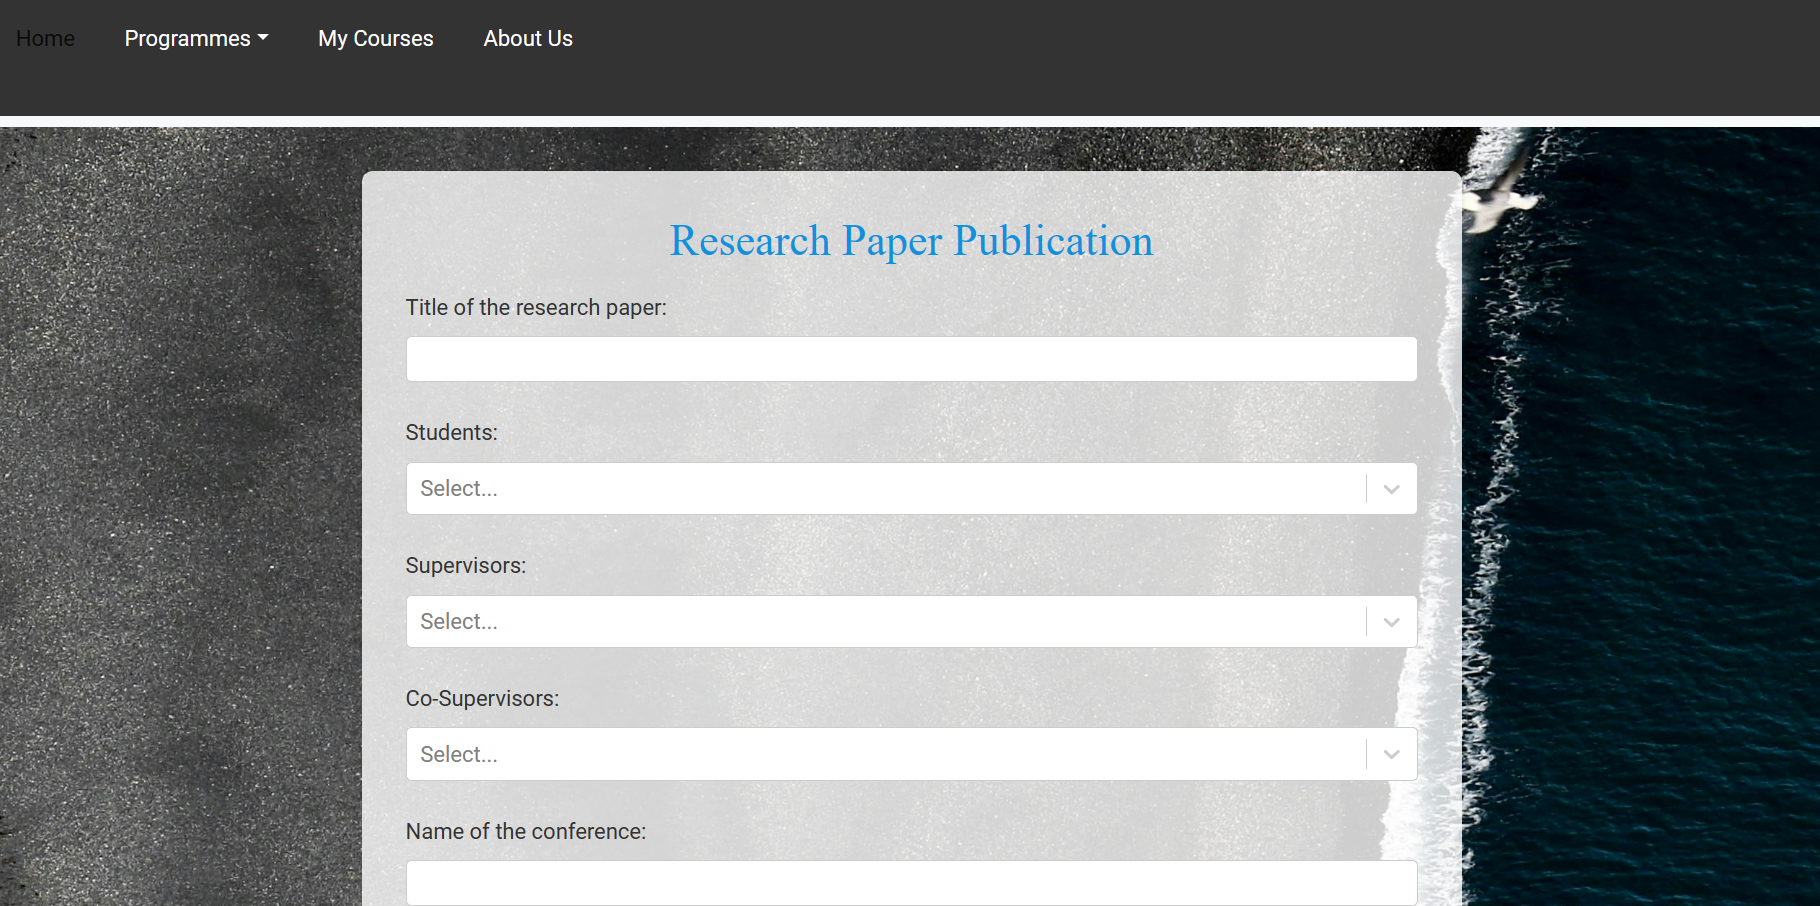 Home Programmes My Courses About Us
Research Paper Publication
Title of the research paper:
Students:
Select...
Supervisors:
Select...
Co-Supervisors:
Select...
Name of the conference: